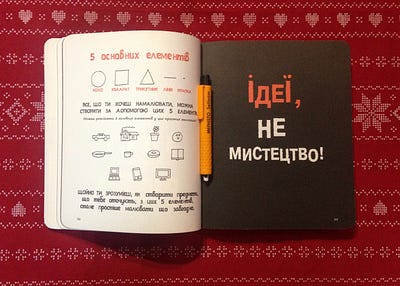 5 основних елементів
КОЛО КВАДРАТ ТРИКУТНИК ЛІНІЯ КРАПКА
ВСЕ, ЩО ТИ ХОЧЕШ НАМАЛЮВАТИ, МОЖНА
СТВОРИТИ ЗА ДОПОМОГОЮ ЦИХ 5 ЕЛЕМЕНТІВ.
ЩОЙНО ТИ ЗРОЗУМІЄШ, як створити предмети,
що тебе оточують, з цих 5 елементів,
стане простіше малювати що завгодно.
ІДЕЇ,
НЕ
МИСТЕЦТВО!